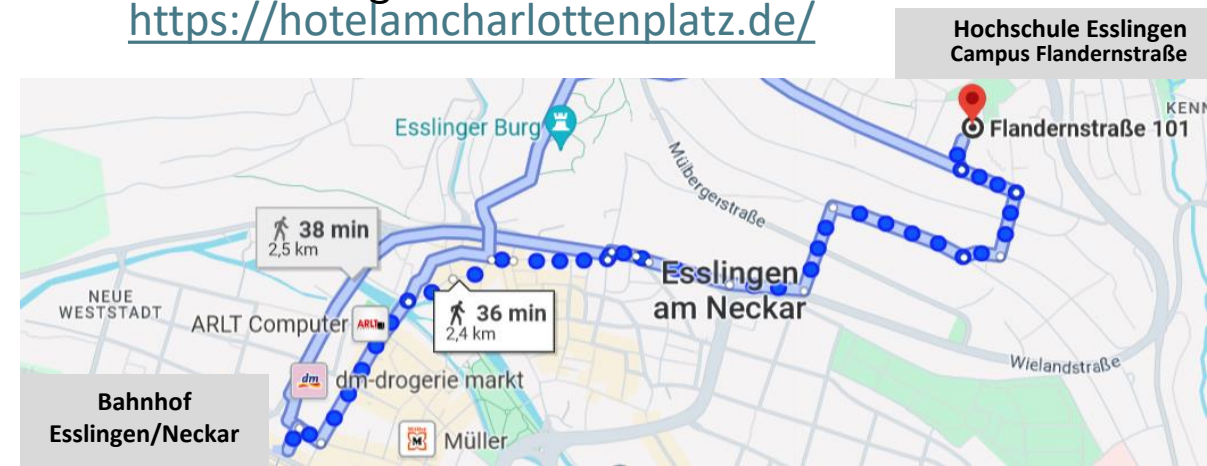 https://hotelamcharlottenplatz.de/
Hochschule Esslingen
Campus Flandernstraße
Esslinger Burg
Flandernstraße 101
Mülbergerstraße
38 min
2,5 km
Esslingen
am Neckar
NEUE
WESTSTADT
ARLT Computer
ARLT
36 min
2,4 km
Wielandstraße
dm
dm-drogerie markt
Bahnhof
Esslingen/Neckar
M
Müller